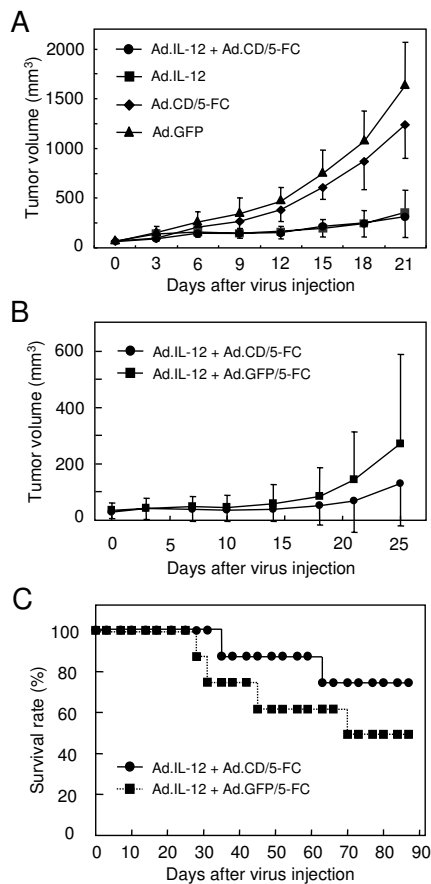 A
Tumor volume (mm³)
2000
1500
1000
500
0
Ad.IL-12 + Ad.CD/5-FC
Ad.IL-12
Ad.CD/5-FC
Ad.GFP
0 3 6 9 12 15 18 21
Days after virus injection
B
Tumor volume (mm³)
600
400
200
0
Ad.IL-12 + Ad.CD/5-FC
Ad.IL-12 + Ad.GFP/5-FC
0 5 10 15 20 25
Days after virus injection
C
Survival rate (%)
100
80
60
40
20
0
Ad.IL-12 + Ad.CD/5-FC
Ad.IL-12 + Ad.GFP/5-FC
0 10 20 30 40 50 60 70 80 90
Days after virus injection